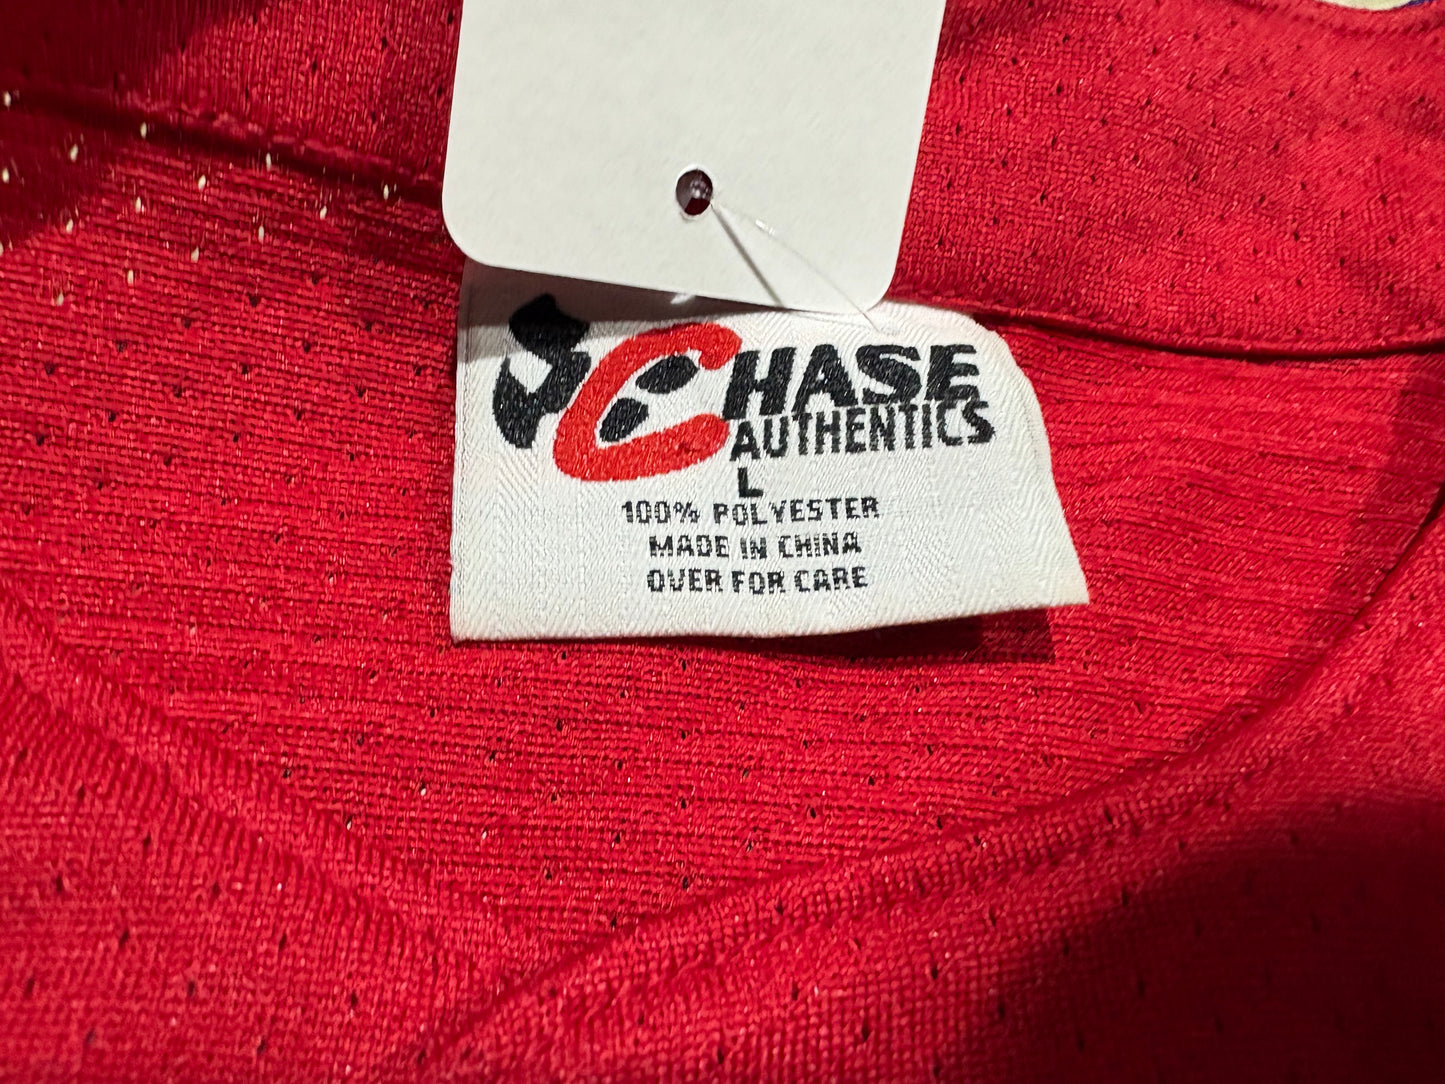 CHASE
AUTHENTICS
L
100% POLYESTER
MADE IN CHINA
OVER FOR CARE